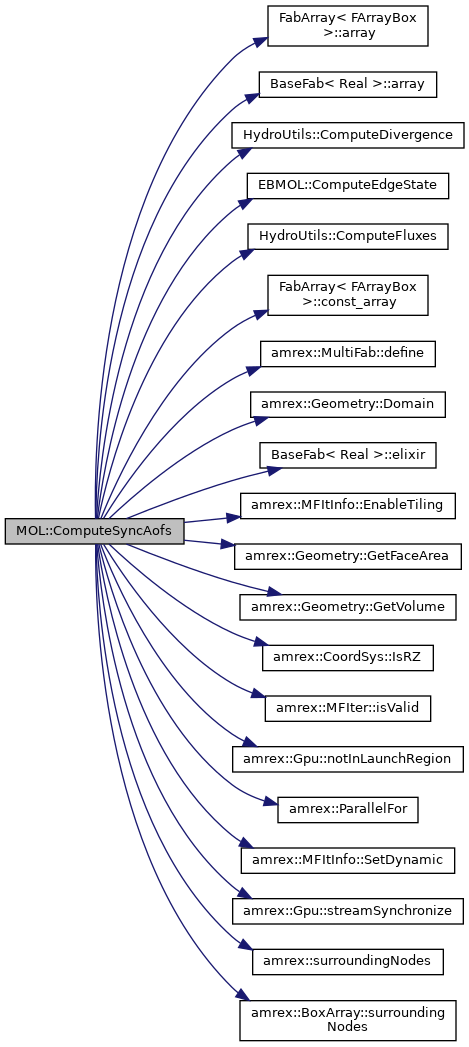 FabArray< FArrayBox
>::array
BaseFab< Real >::array
HydroUtils::ComputeDivergence
EBMOL::ComputeEdgeState
HydroUtils::ComputeFluxes
FabArray< FArrayBox
>::const_array
amrex::MultiFab::define
amrex::Geometry::Domain
BaseFab< Real >::elixir
amrex::MFItInfo::EnableTiling
MOL::ComputeSyncAofs
amrex::Geometry::GetFaceArea
amrex::Geometry::GetVolume
amrex::CoordSys::IsRZ
amrex::MFIter::isValid
amrex::Gpu::notInLaunchRegion
amrex::ParallelFor
amrex::MFItInfo::SetDynamic
amrex::Gpu::streamSynchronize
amrex::surroundingNodes
amrex::BoxArray::surrounding
Nodes